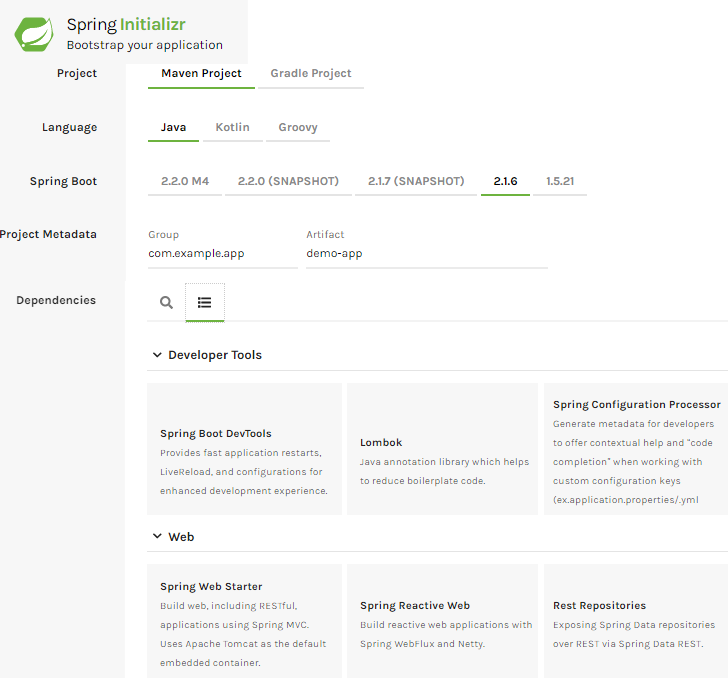 Spring Initializr
Bootstrap your application
Project
Maven Project Gradle Project
Language
Java Kotlin Groovy
Spring Boot
2.2.0 M4 2.2.0 (SNAPSHOT) 2.1.7 (SNAPSHOT) 2.1.6 1.5.21
Project Metadata
Group
com.example.app
Artifact
demo-app
Dependencies
Developer Tools
Spring Boot DevTools
Provides fast application restarts,
LiveReload, and configurations for
enhanced development experience.
Lombok
Java annotation library which helps
to reduce boilerplate code.
Spring Configuration Processor
Generate metadata for developers
to offer contextual help and "code
completion" when working with
custom configuration keys
(ex.application.properties/.yml
Web
Spring Web Starter
Build web, including RESTful,
applications using Spring MVC.
Uses Apache Tomcat as the default
embedded container.
Spring Reactive Web
Build reactive web applications with
Spring WebFlux and Netty.
Rest Repositories
Exposing Spring Data repositories
over REST via Spring Data REST.